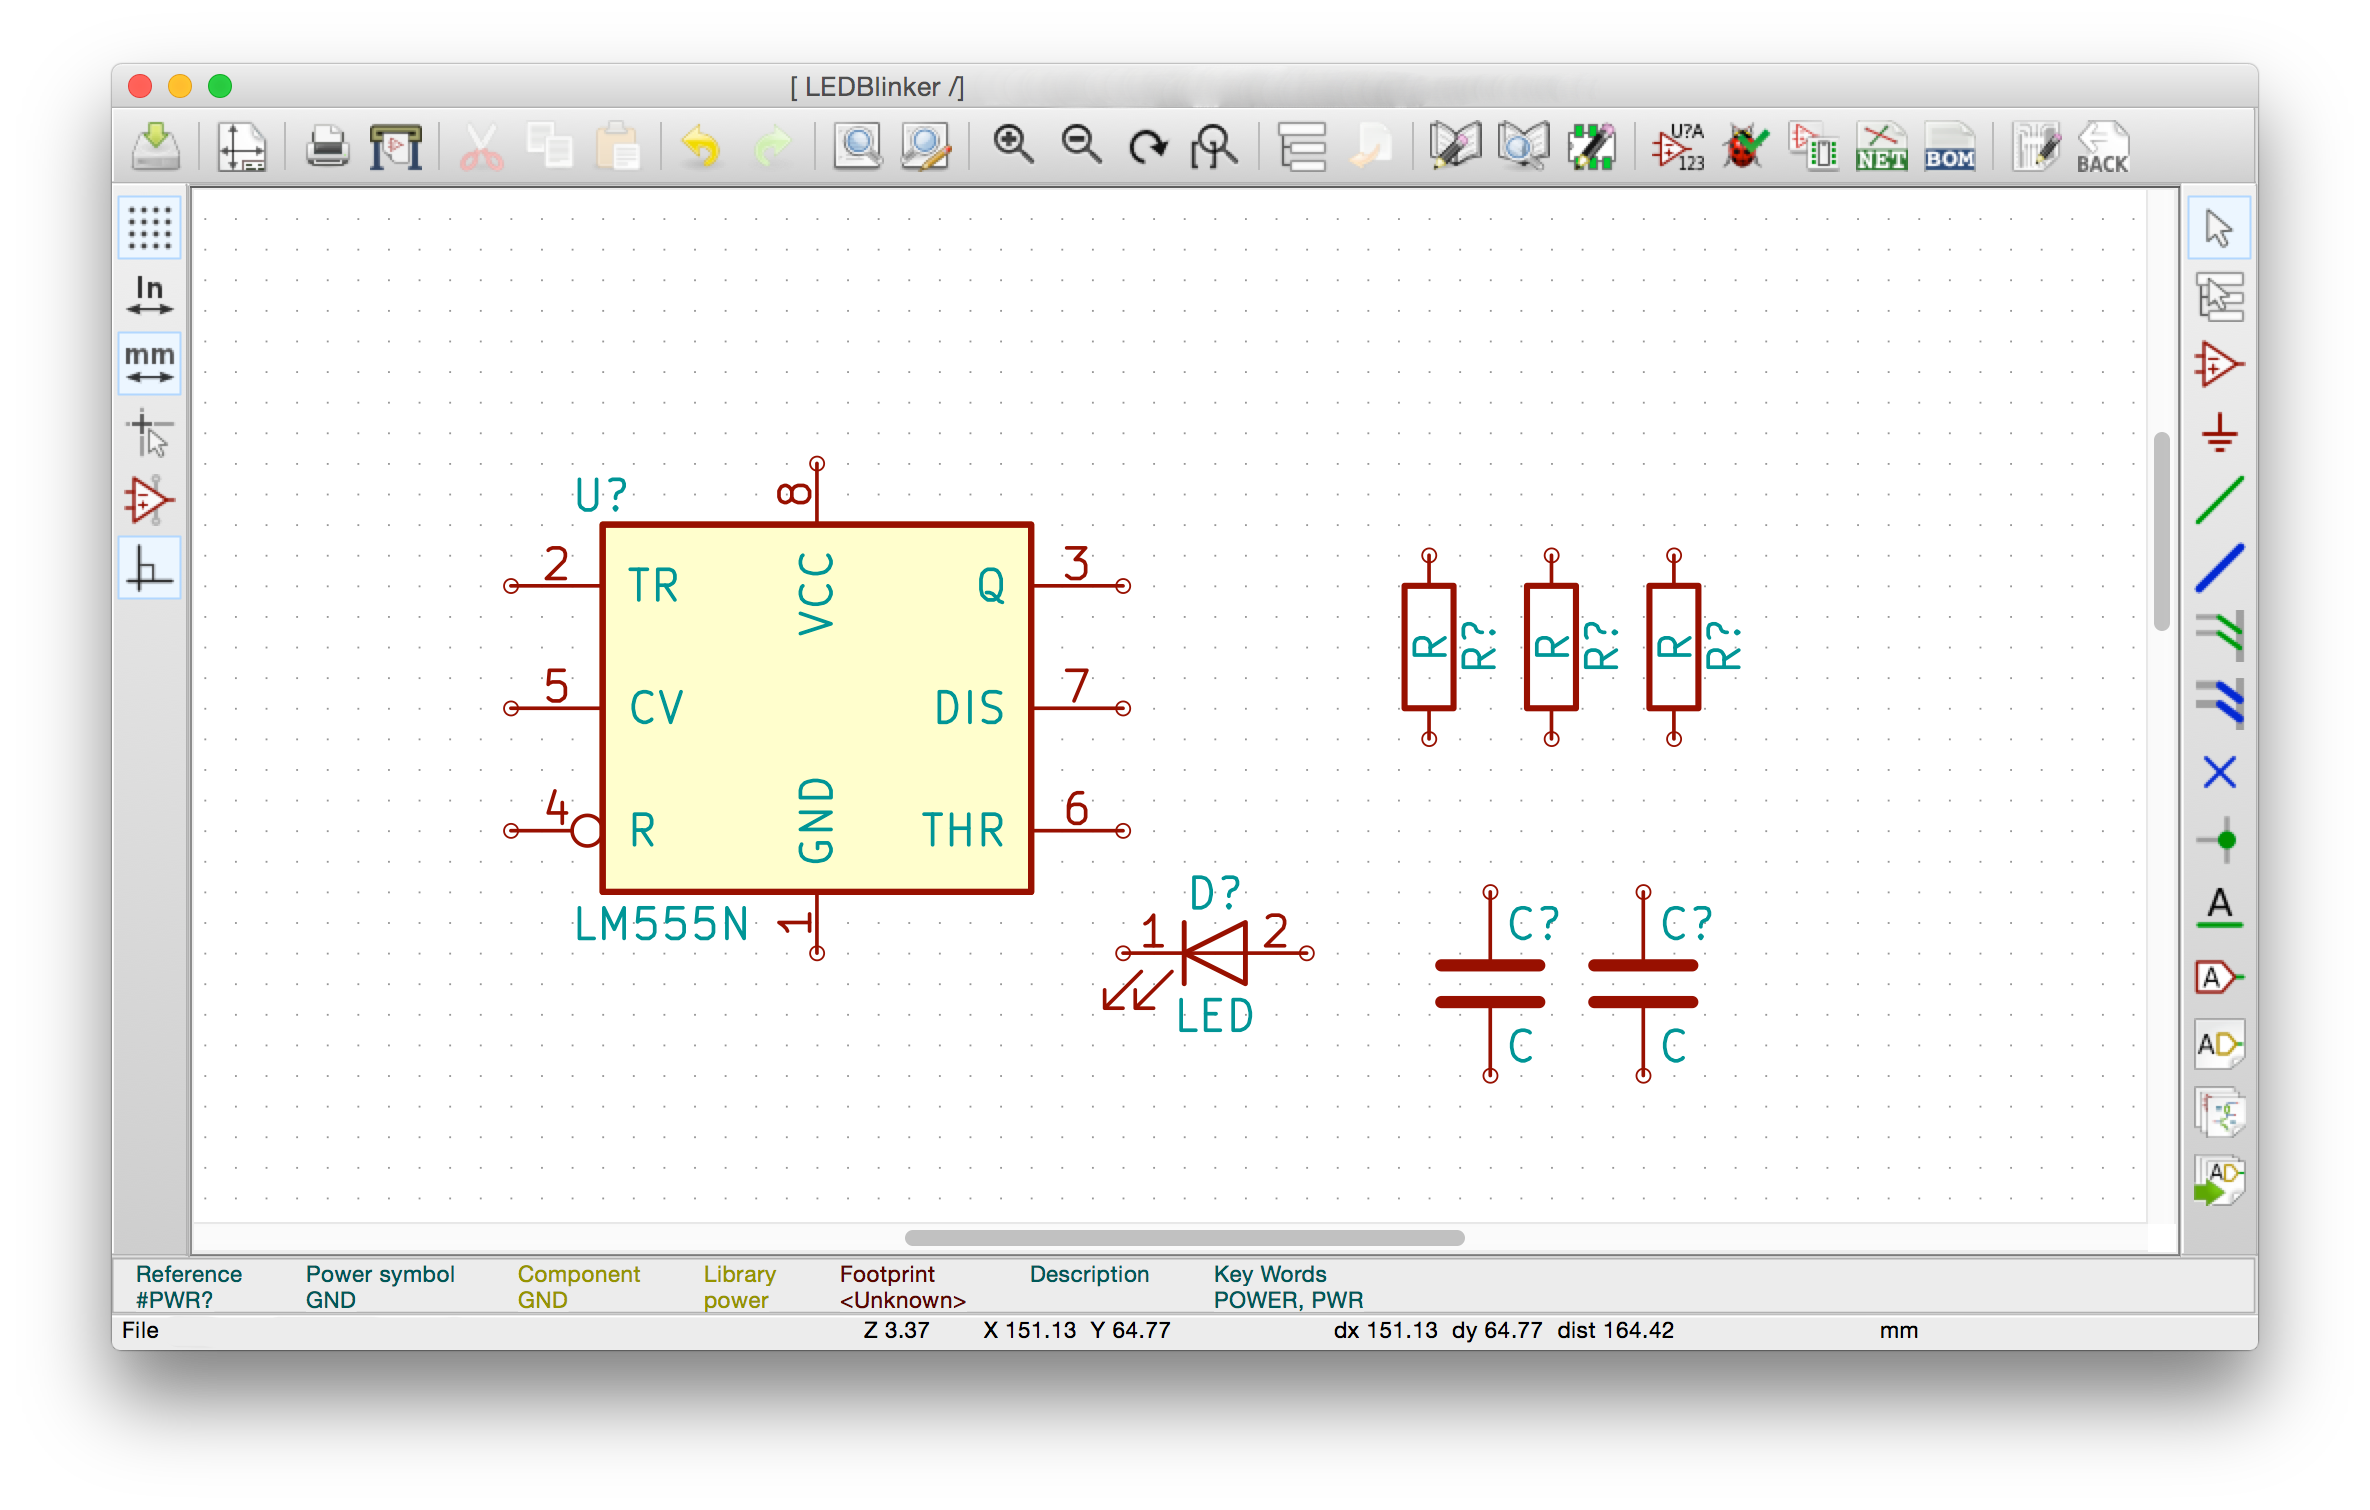 [ LEDBlinker /]
U?A
123
NET
BOM
BACK
In
mm
U?
8
2
TR
VCC
Q
3
5
CV
DIS
7
4
R
GND
THR
6
LM555N
1
R
R?
R
R?
R
R?
D?
1
2
LED
C?
C?
C
C
A
A
AD
AD
Reference
Power symbol
Component
Library
Footprint
Description
Key Words
#PWR?
GND
GND
power
<Unknown>
POWER, PWR
File
Z 3.37
X 151.13 Y 64.77
dx 151.13 dy 64.77 dist 164.42
mm